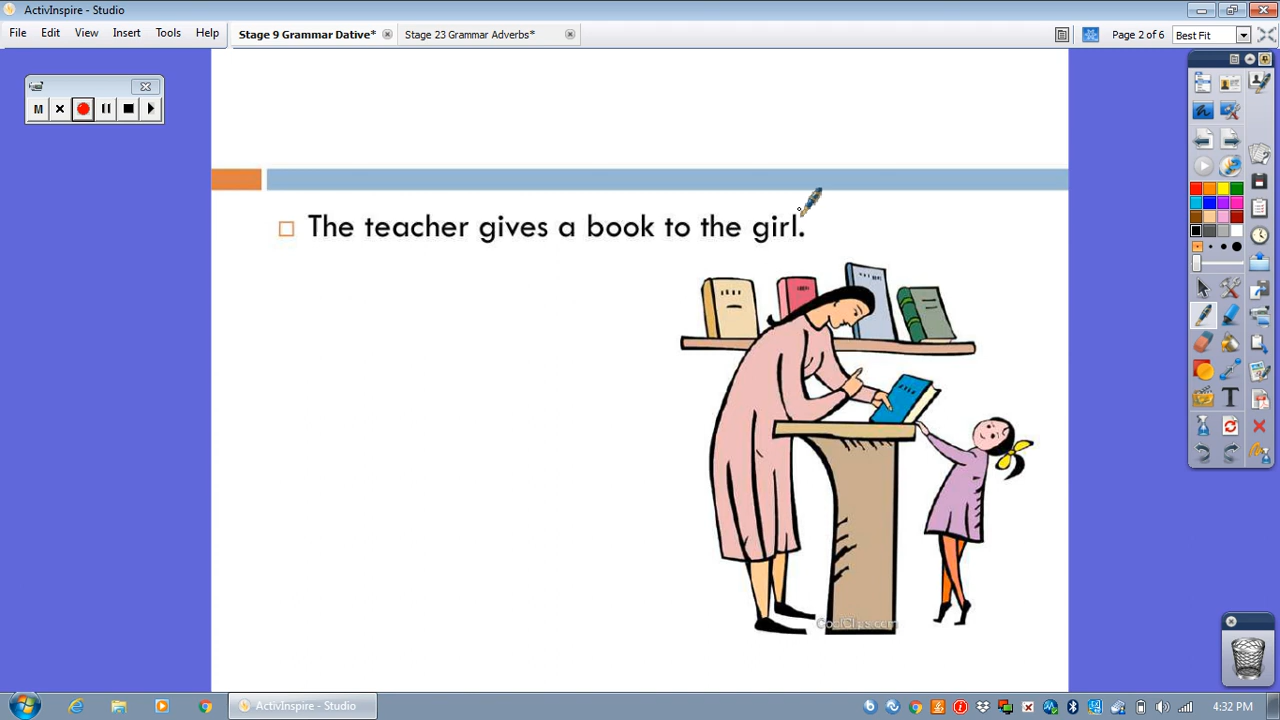 ActivInspire - Studio
File Edit View Insert Tools Help
Stage 9 Grammar Dative*
Stage 23 Grammar Adverbs*
Page 2 of 6
Best Fit
M
The teacher gives a book to the girl.
T
ActivInspire - Studio
4:32 PM